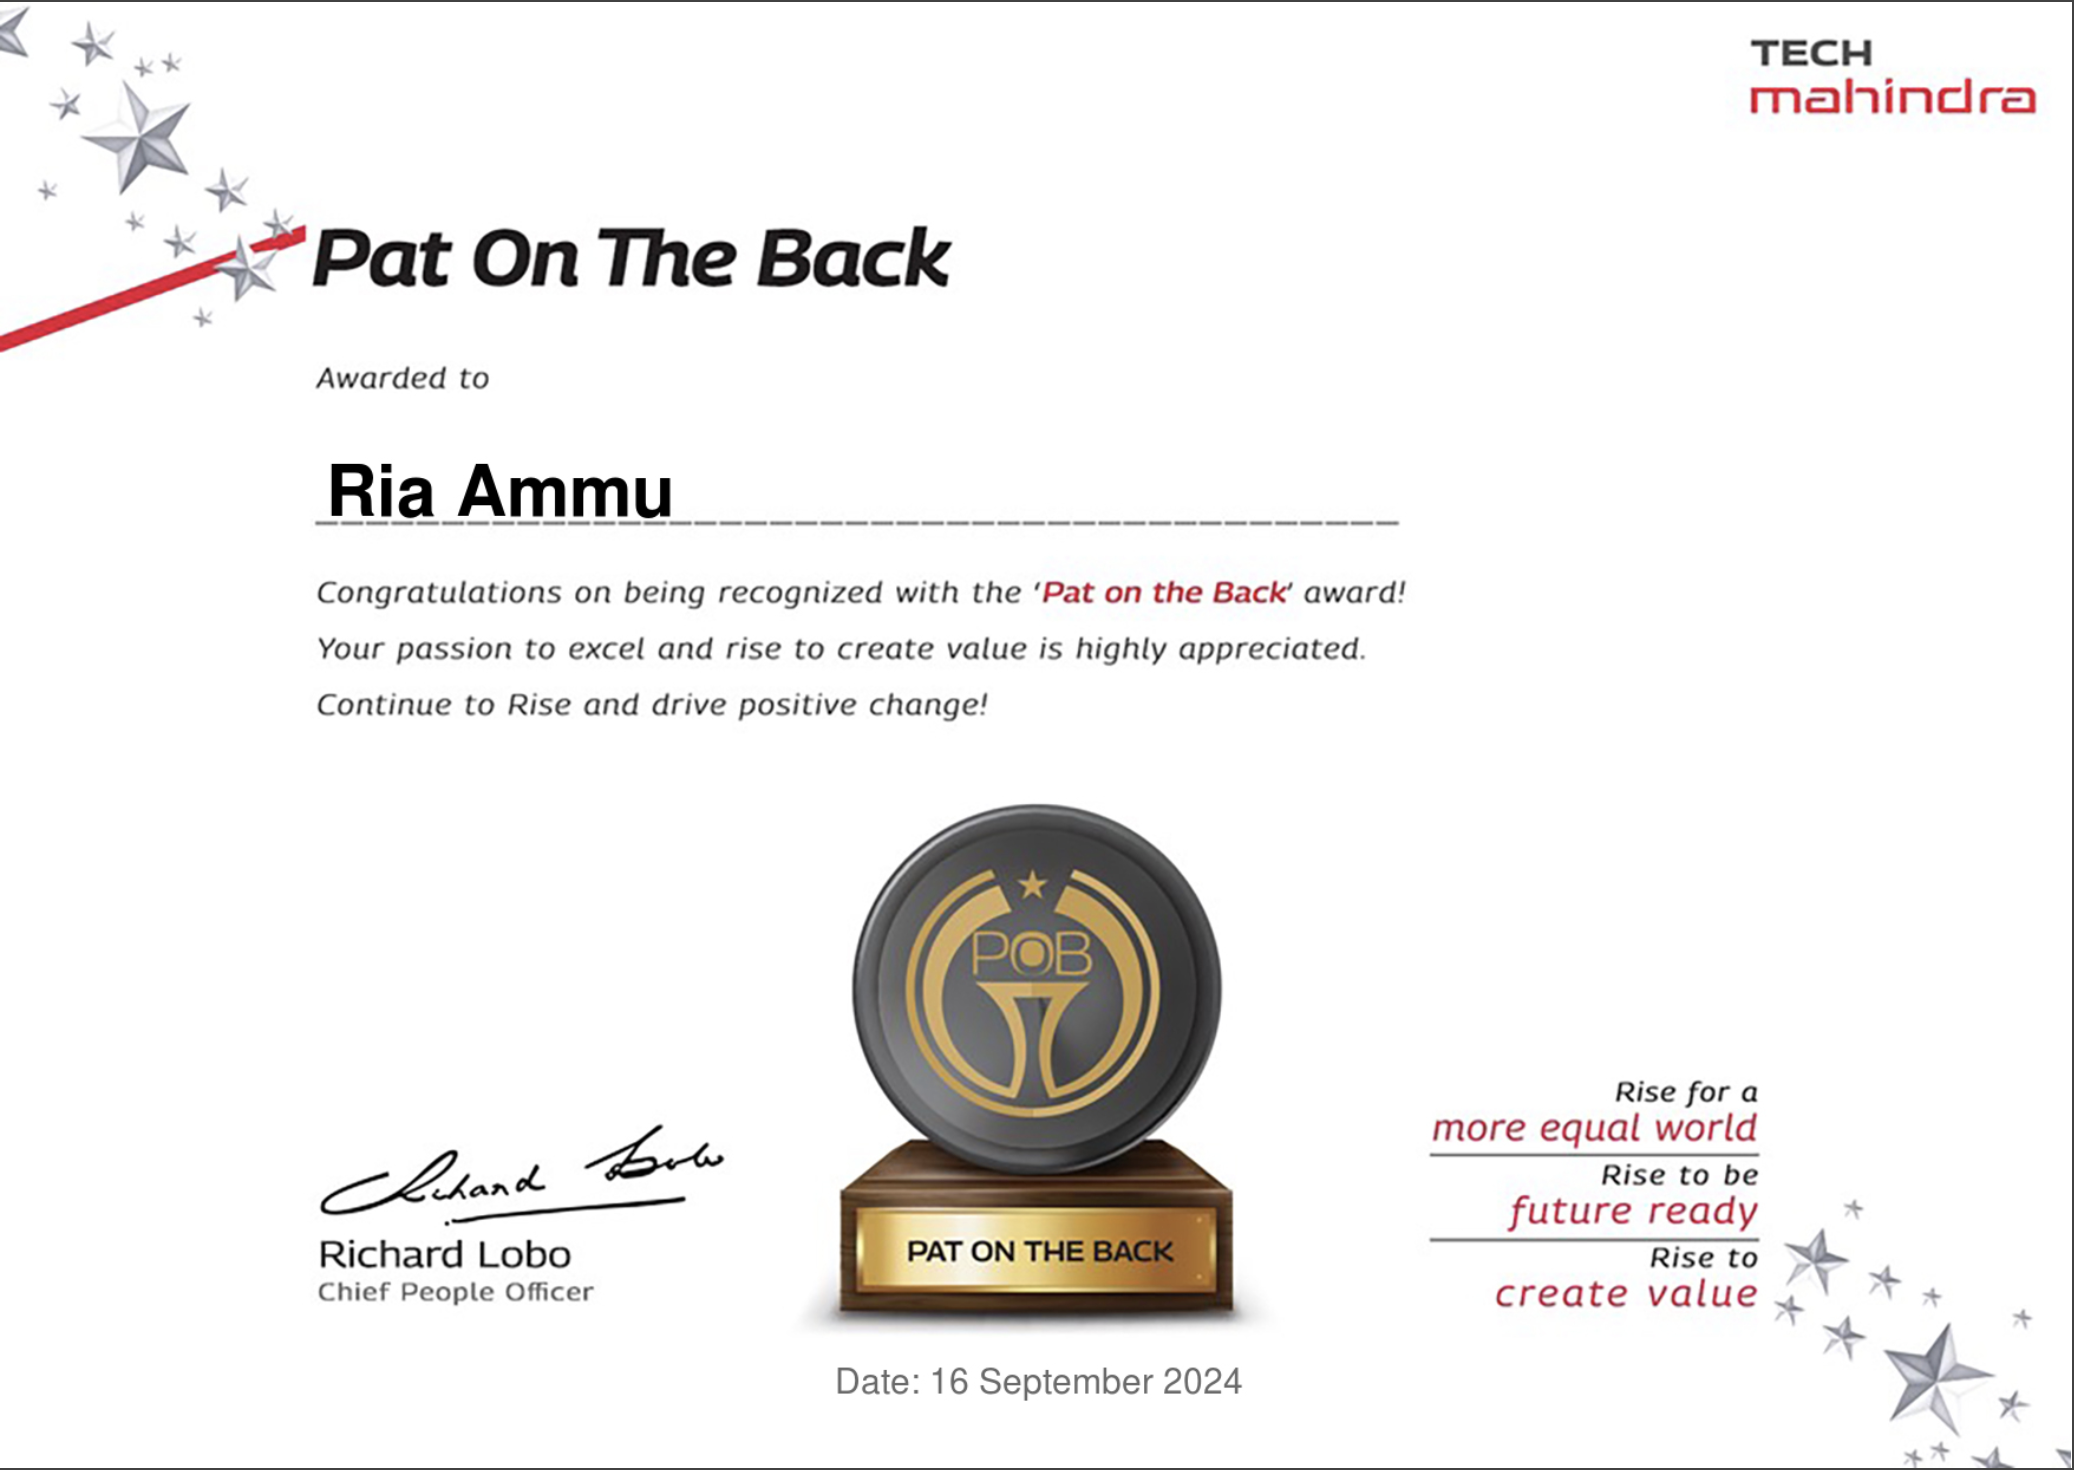 TECH
mahindra
Pat On The Back
Awarded to
Ria Ammu
Congratulations on being recognized with the ‘Pat on the Back’ award!
Your passion to excel and rise to create value is highly appreciated.
Continue to Rise and drive positive change!
POB
PAT ON THE BACK
Richard Lobo
Richard Lobo
Chief People Officer
Rise for a
more equal world
Rise to be
future ready
Rise to
create value
Date: 16 September 2024